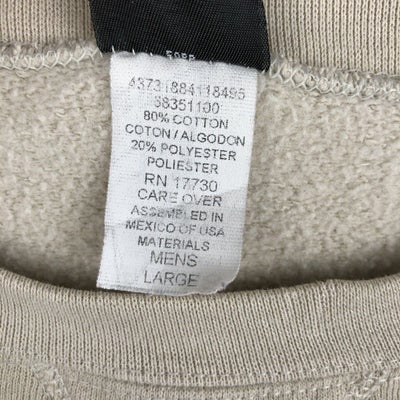 43731884118495
58351100
80% COTTON
COTON/ALGODON
20% POLYESTER
POLIESTER
RN 17730
CARE OVER
ASSEMBLED IN
MEXICO OF USA
MATERIALS
MENS
LARGE